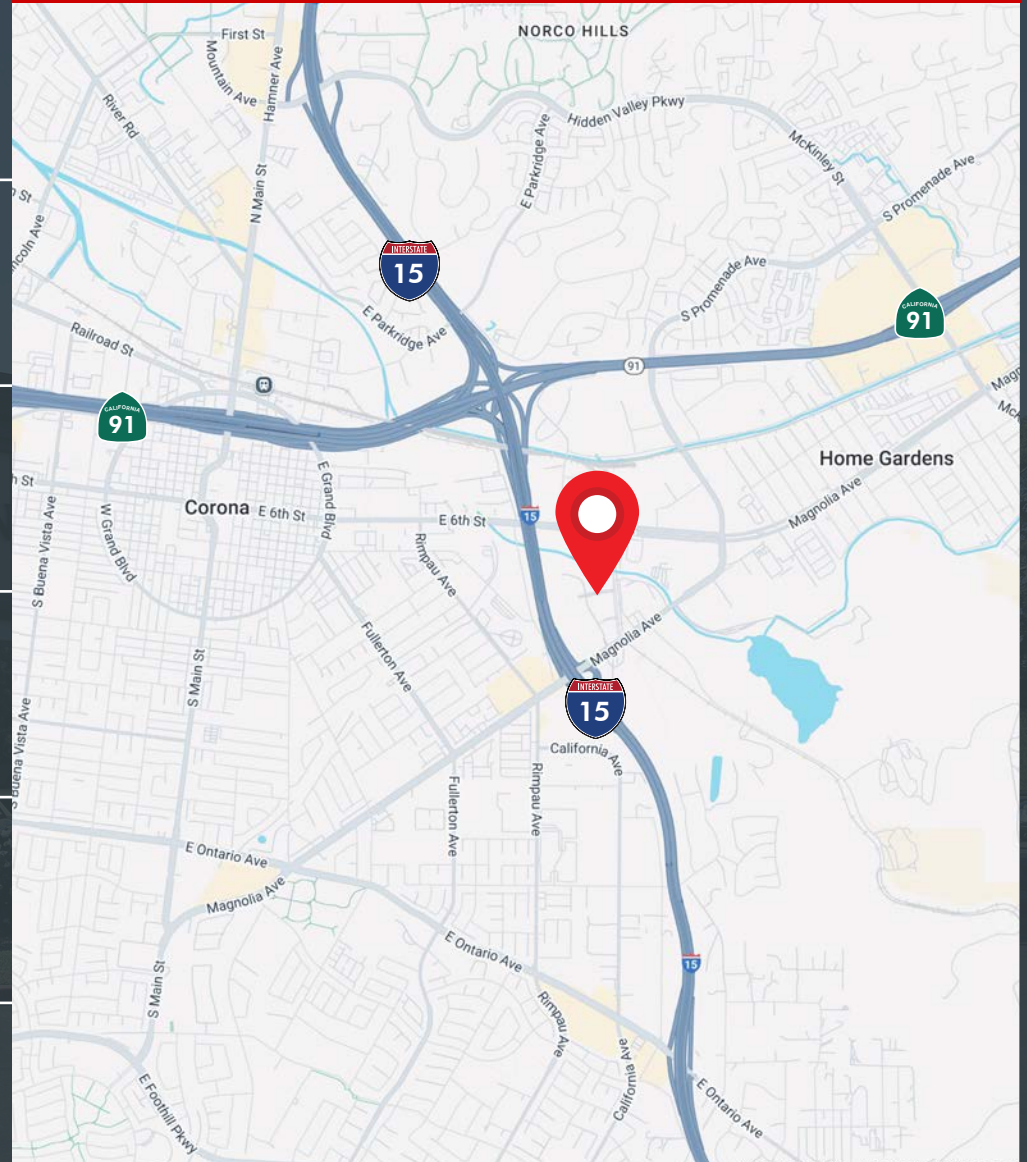 NORCO HILLS
First St
Mountain Ave
Hamner Ave
River Rd
Hidden Valley Pkwy
McKinley St
E Parkridge Ave
S Promenade Ave
N Main St
INTERSTATE
15
S Promenade Ave
CALIFORNIA
91
E Parkridge Ave
Railroad St
91
CALIFORNIA
91
Home Gardens
Magnolia Ave
E Grand Blvd
Corona
E 6th St
E 6th St
15
W Grand Blvd
S Buena Vista Ave
Rimpau Ave
Fullerton Ave
Magnolia Ave
S Main St
INTERSTATE
15
California Ave
S Buena Vista Ave
Fullerton Ave
Rimpau Ave
E Ontario Ave
Magnolia Ave
E Ontario Ave
15
S Main St
Rimpau Ave
California Ave
E Ontario Ave
E Foothill Pkwy